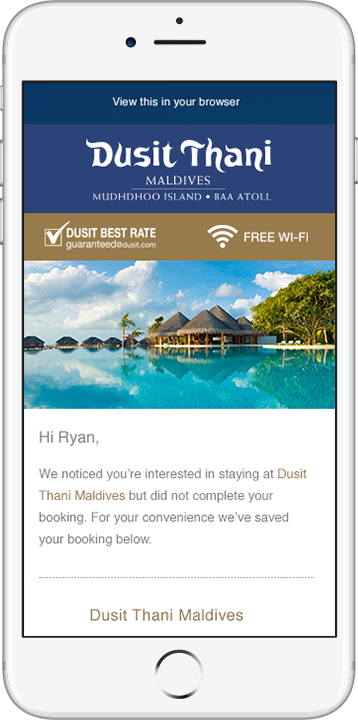 View this in your browser
Dusit Thani
MALDIVES
MUDHDHOO ISLAND • BAA ATOLL
DUSIT BEST RATE
guaranteed@dusit.com
FREE WI-FI
Hi Ryan,
We noticed you're interested in staying at Dusit
Thani Maldives but did not complete your
booking. For your convenience we've saved
your booking below.
Dusit Thani Maldives